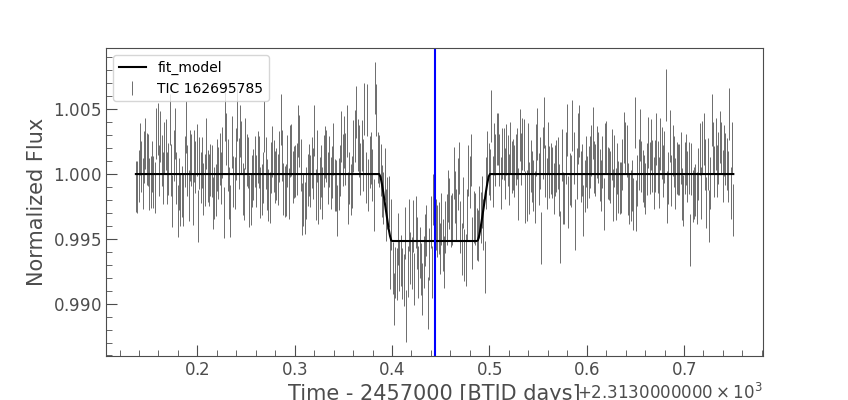 fit_model
TIC 162695785
Normalized Flux
1.005
1.000
0.995
0.990
0.2
0.3
0.4
0.5
0.6
0.7
Time - 2457000 [BTJD days]
+2.3130000000 × 10³